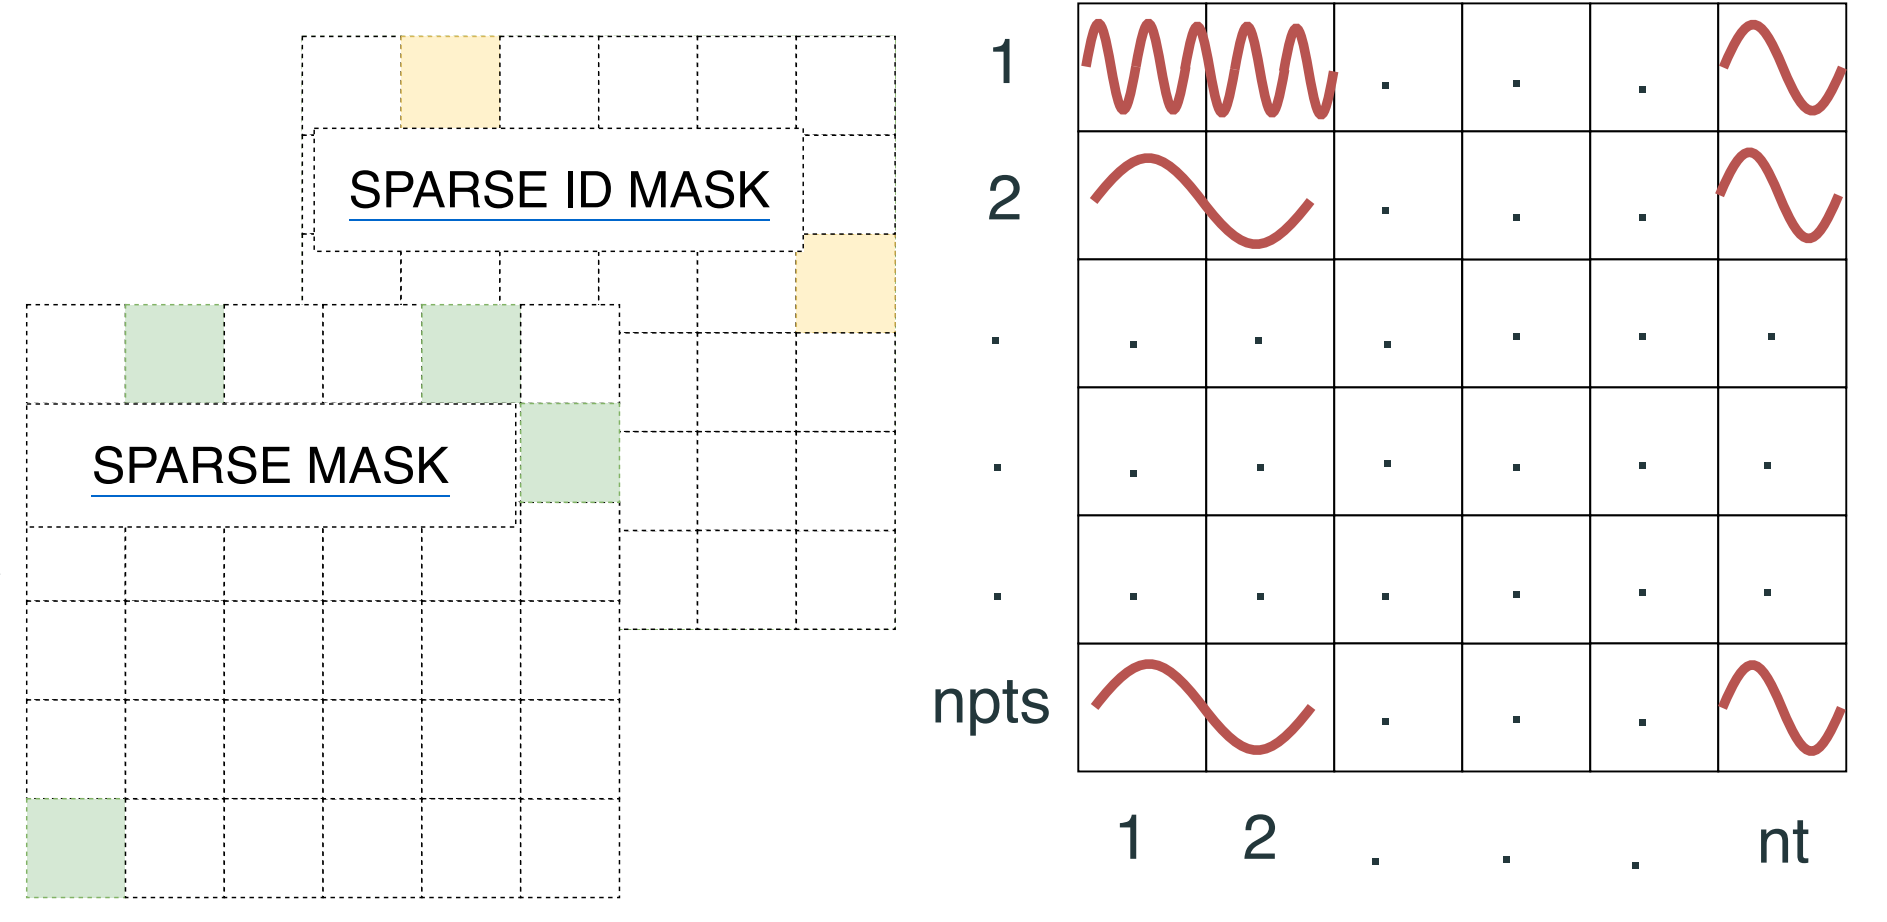 SPARSE ID MASK
SPARSE MASK
1
2
.
.
.
npts
1 2 . . . nt